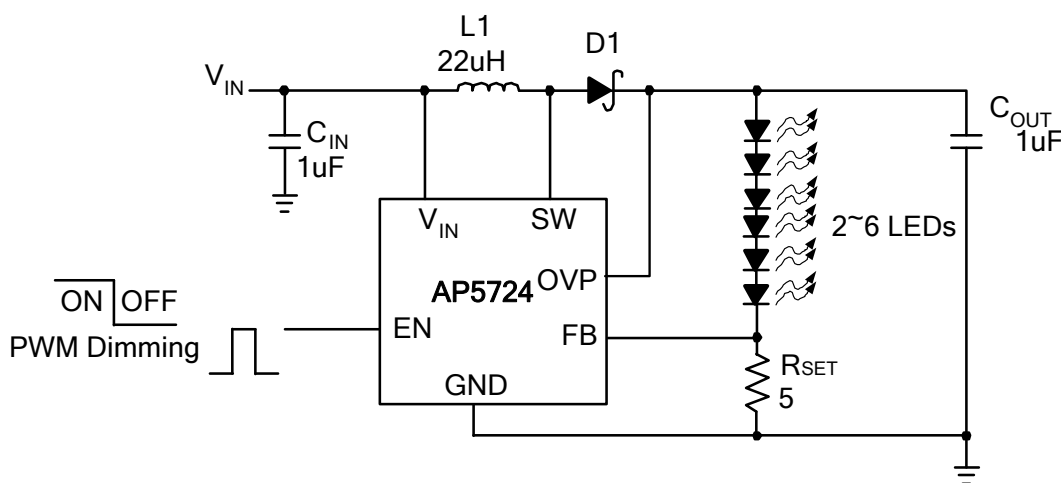 L1
22uH
D1
VIN
CIN
1uF
COUT
1uF
VIN
SW
OVP
AP5724
EN
FB
GND
2~6 LEDs
ON OFF
PWM Dimming
RSET
5